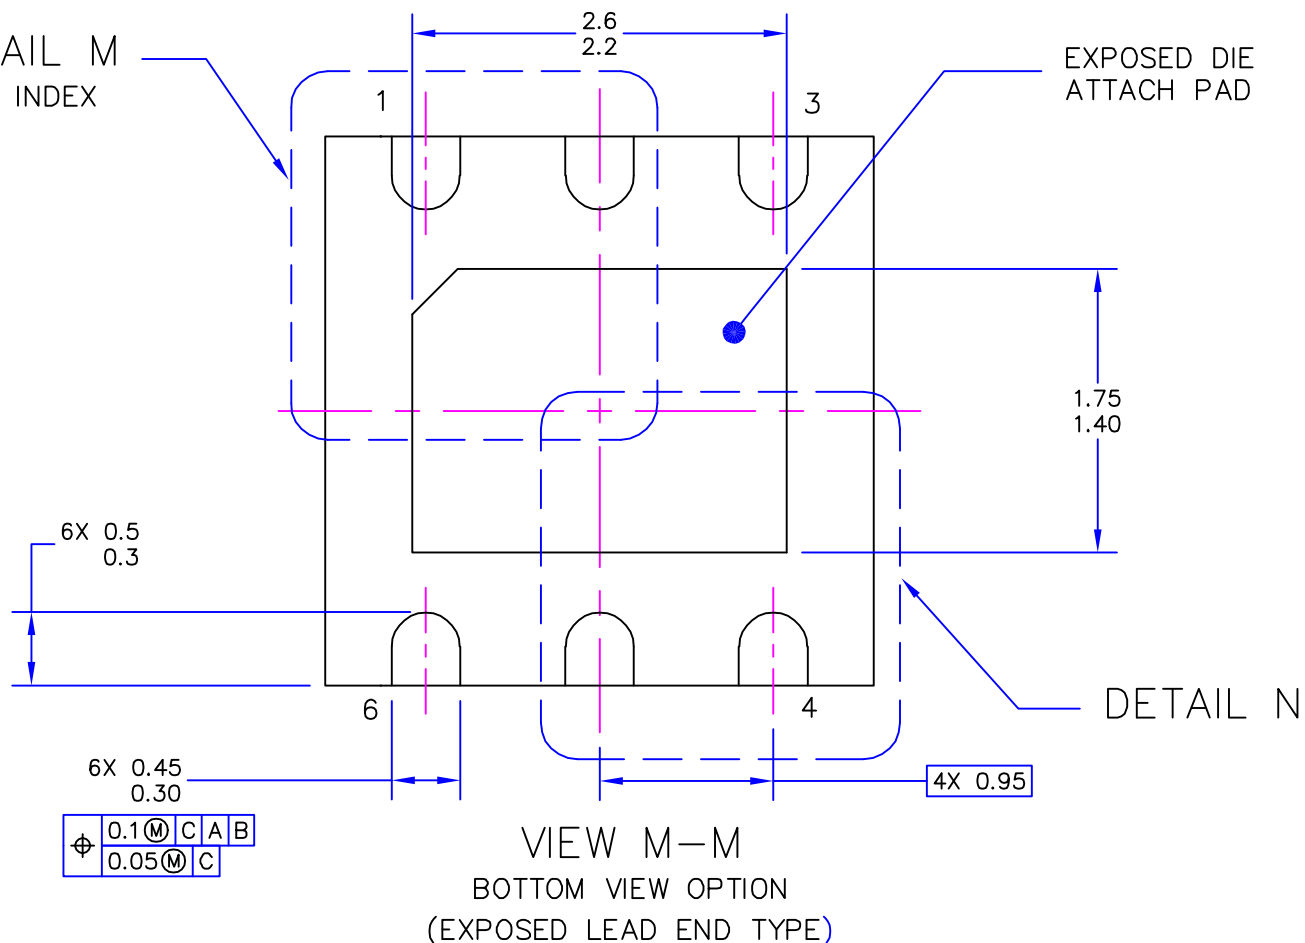 2.6
2.2
AIL M
INDEX
EXPOSED DIE
ATTACH PAD
1
3
1.75
1.40
6X 0.5
0.3
6
4
DETAIL N
6X 0.45
0.30
4X 0.95
⌖ 0.1Ⓜ C A B
0.05Ⓜ C
VIEW M-M
BOTTOM VIEW OPTION
(EXPOSED LEAD END TYPE)